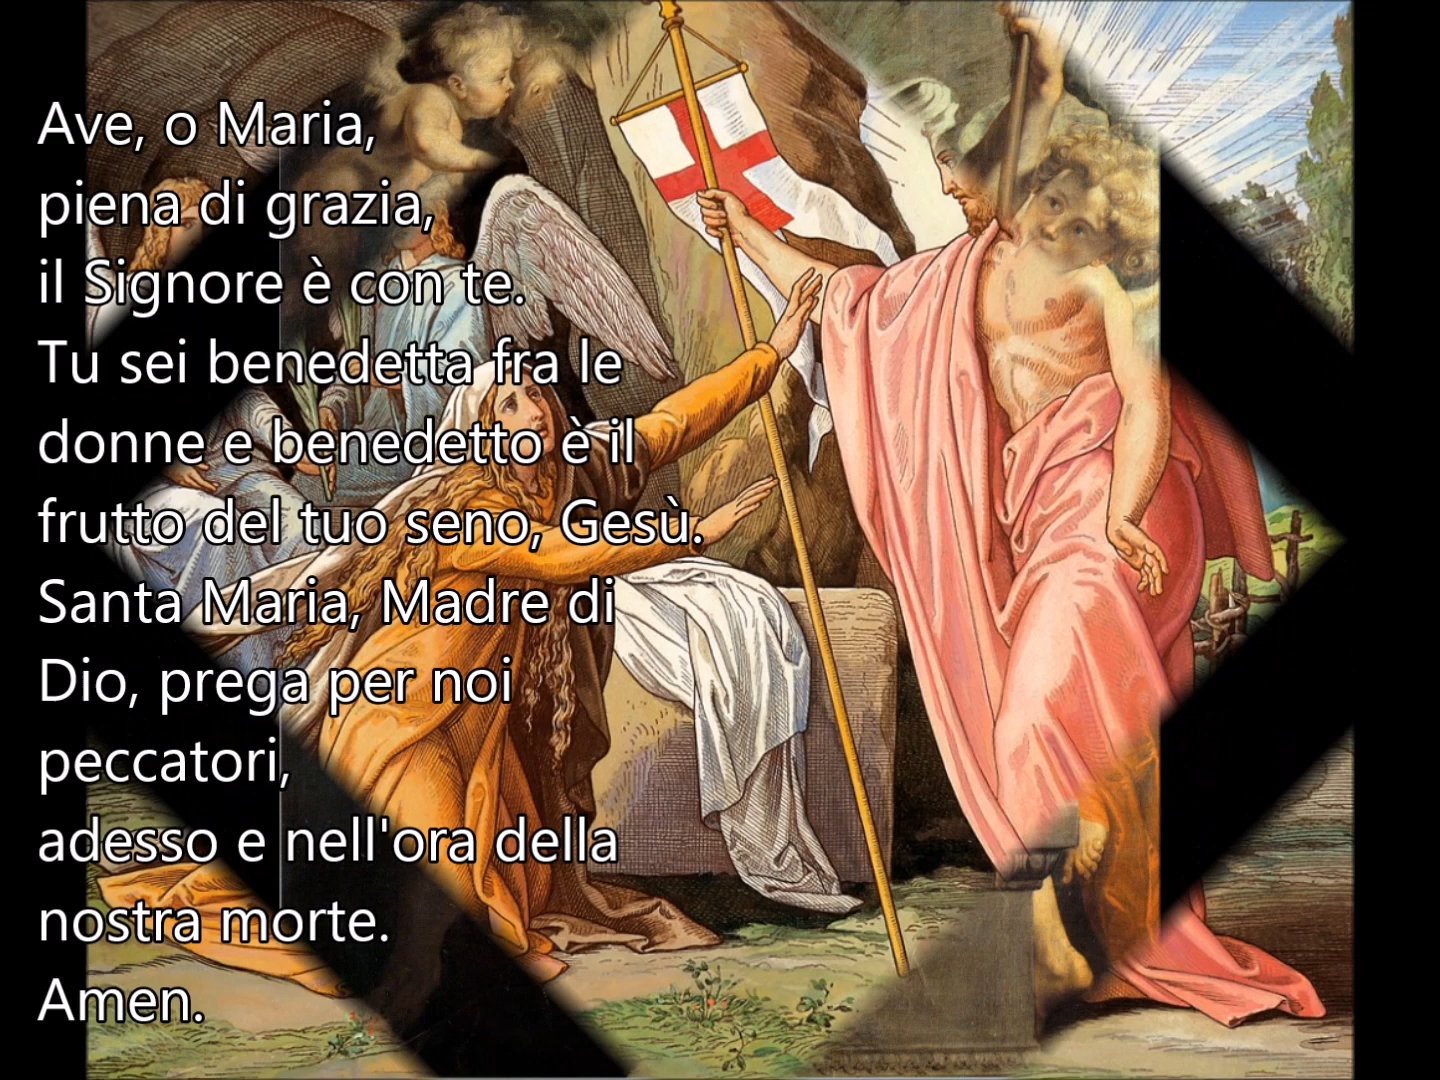 Ave, o Maria,
piena di grazia,
il Signore è con te.
Tu sei benedetta fra le
donne e benedetto è il
frutto del tuo seno, Gesù.
Santa Maria, Madre di
Dio, prega per noi
peccatori,
adesso e nell'ora della
nostra morte.
Amen.